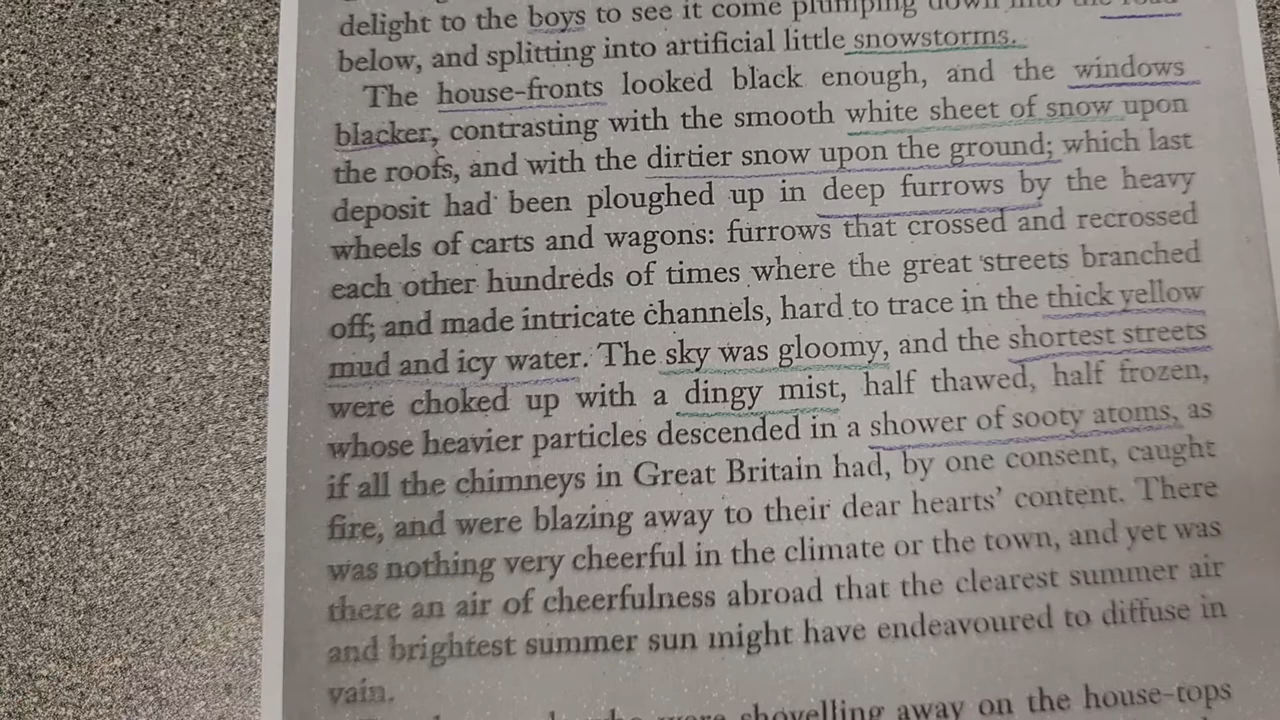 delight to the boys to see it come plumping down into the road
below, and splitting into artificial little snowstorms.
The house-fronts looked black enough, and the windows
blacker, contrasting with the smooth white sheet of snow upon
the roofs, and with the dirtier snow upon the ground; which last
deposit had been ploughed up in deep furrows by the heavy
wheels of carts and wagons: furrows that crossed and recrossed
each other hundreds of times where the great streets branched
off; and made intricate channels, hard to trace in the thick yellow
mud and icy water. The sky was gloomy, and the shortest streets
were choked up with a dingy mist, half thawed, half frozen,
whose heavier particles descended in a shower of sooty atoms, as
if all the chimneys in Great Britain had, by one consent, caught
fire, and were blazing away to their dear hearts' content. There
was nothing very cheerful in the climate or the town, and yet was
there an air of cheerfulness abroad that the clearest summer air
and brightest summer sun might have endeavoured to diffuse in
vain.
who were shovelling away on the house-tops